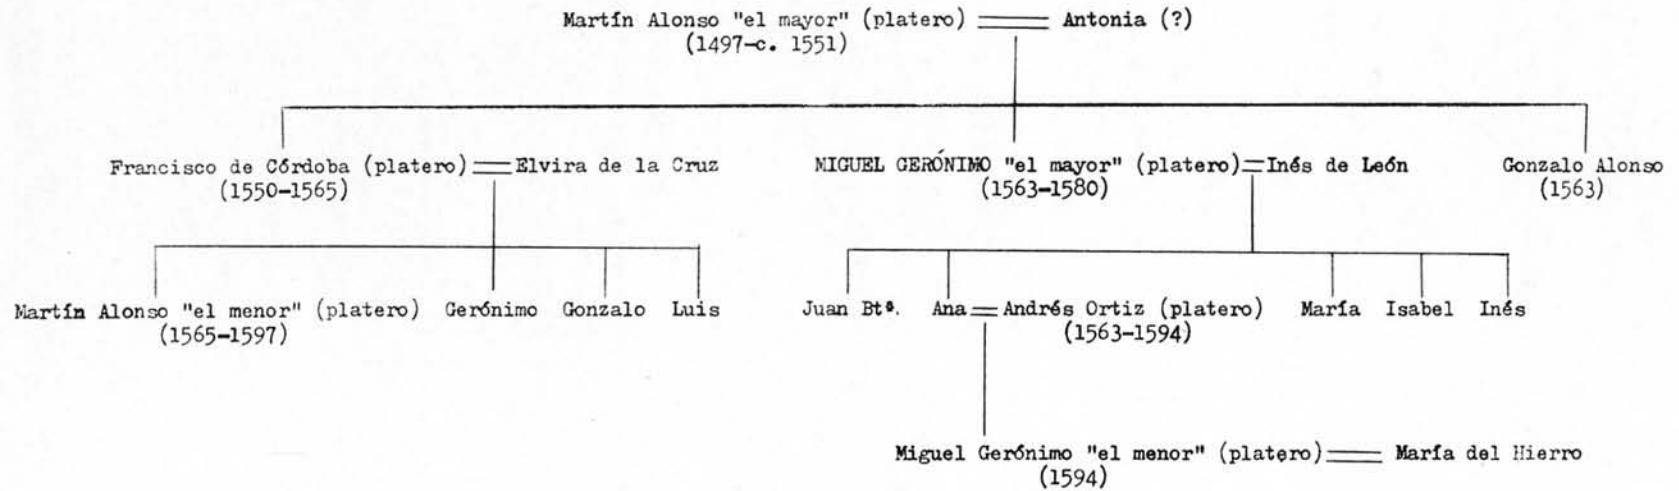 Martín Alonso "el mayor" (platero) Antonia (?)
(1497-c. 1551)
Francisco de Córdoba (platero) Elvira de la Cruz MIGUEL GERÓNIMO "el mayor" (platero) Inés de León Gonzalo Alonso
(1550-1565) (1563-1580) (1563)
Martín Alonso "el menor" (platero) Gerónimo Gonzalo Luis Juan Btª. Ana Andrés Ortiz (platero) María Isabel Inés
(1565-1597) (1563-1594)
Miguel Gerónimo "el menor" (platero) María del Hierro
(1594)